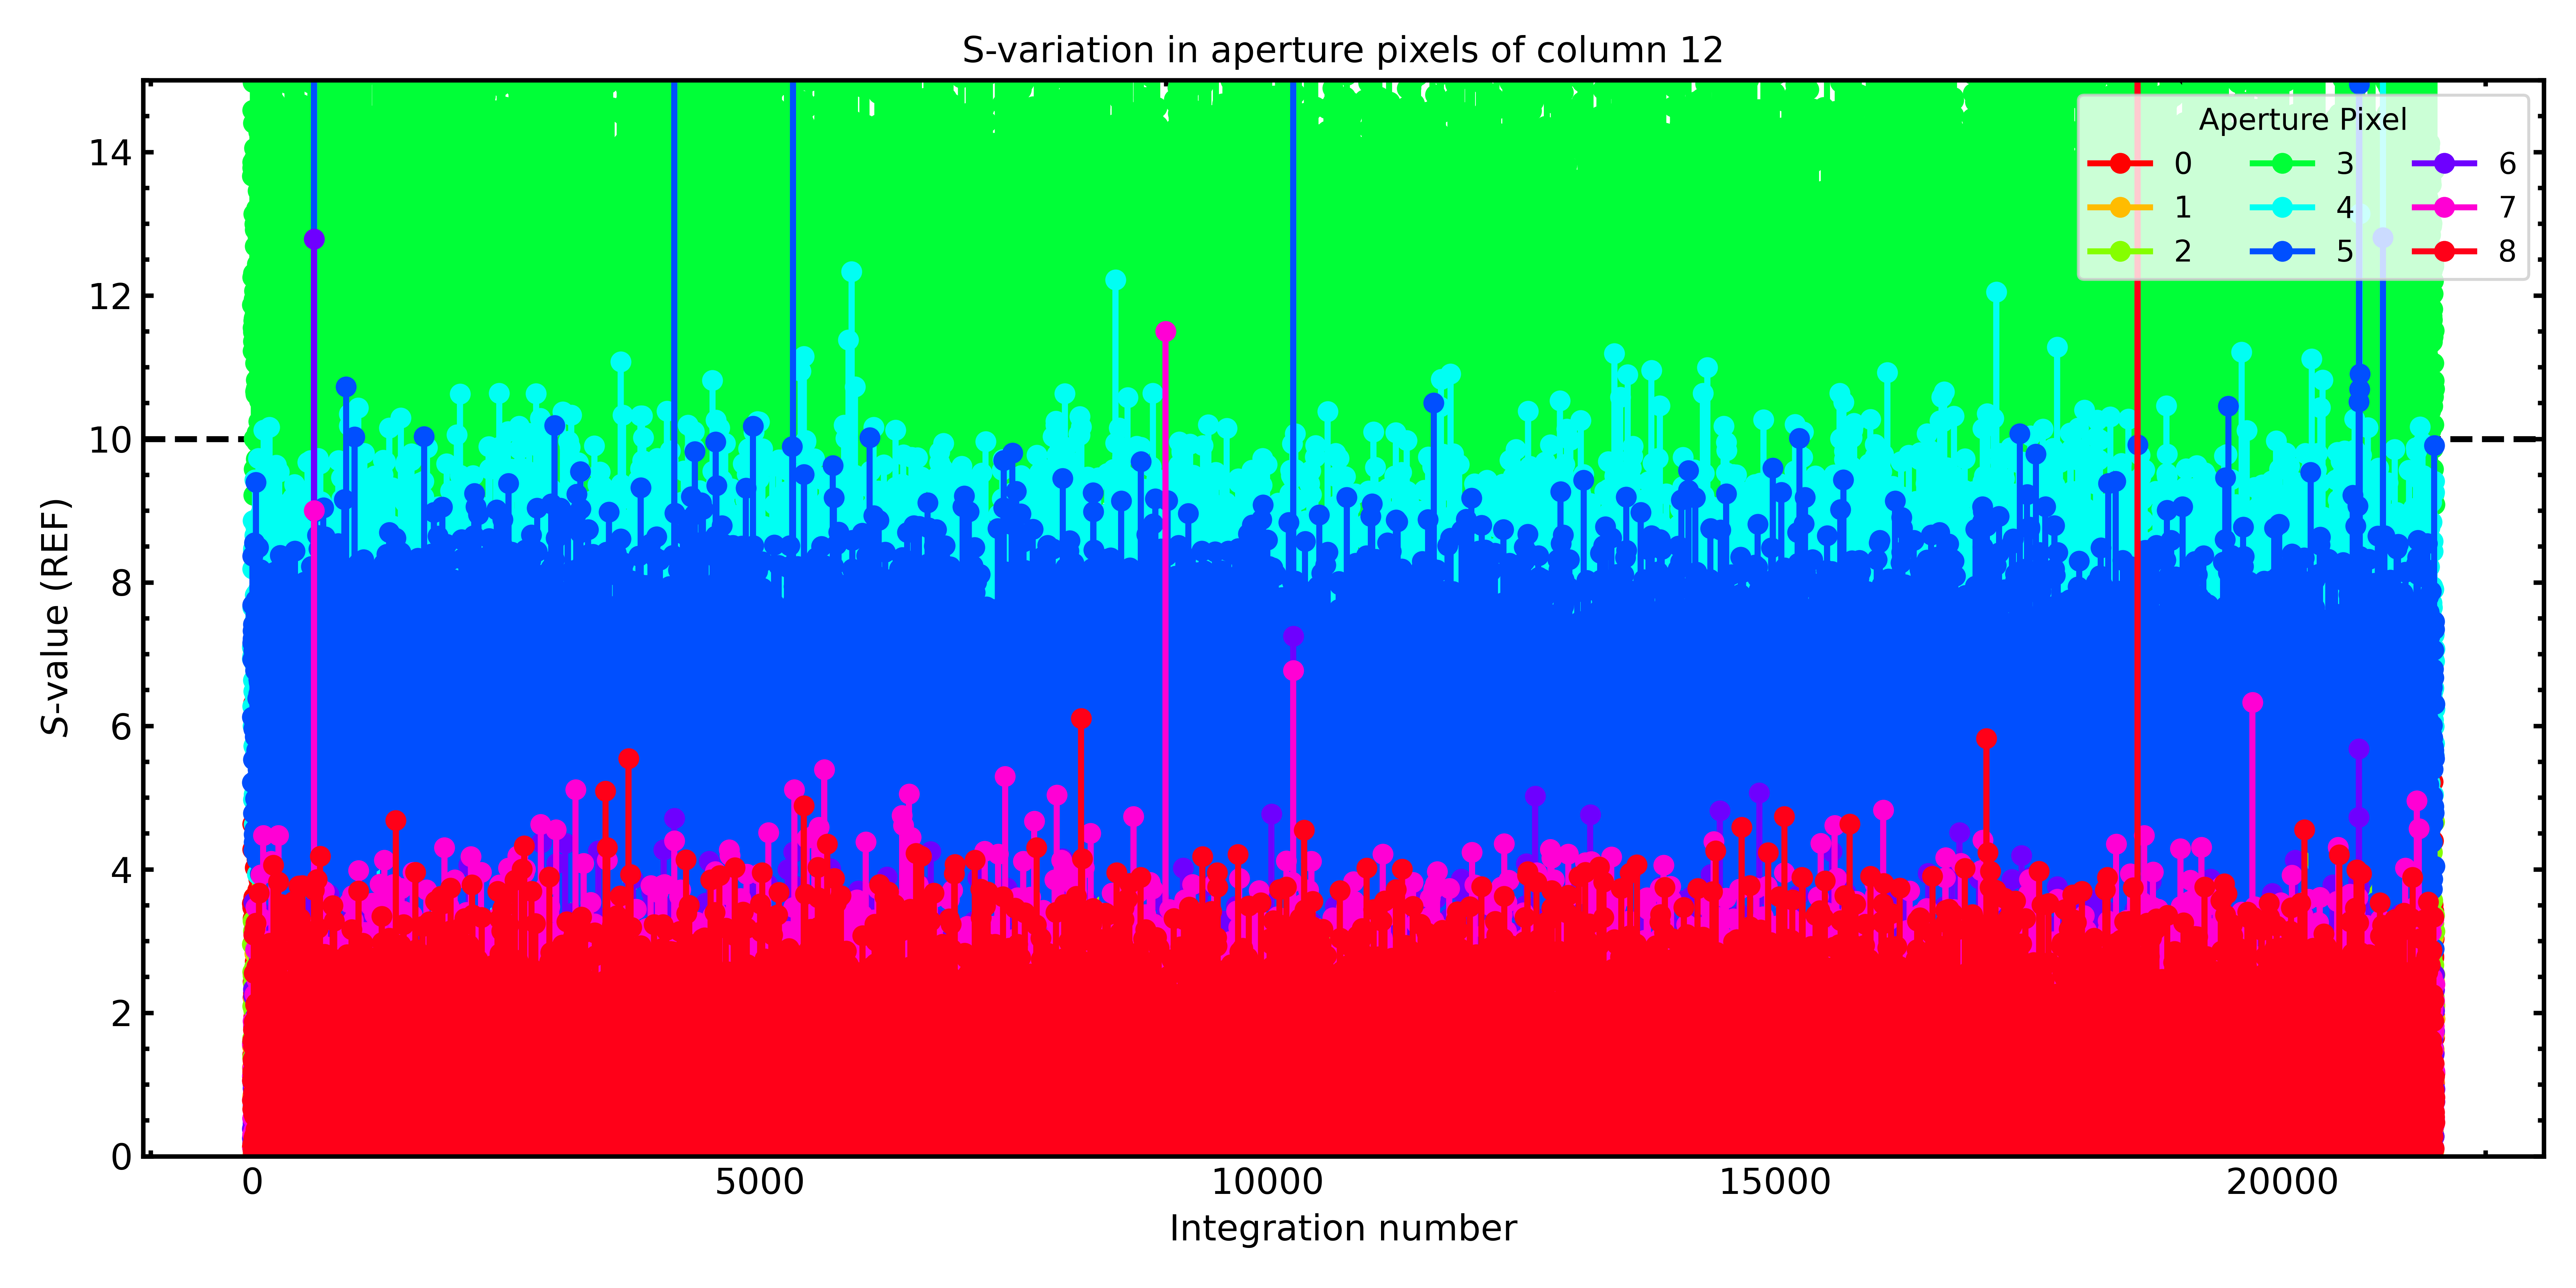 S-variation in aperture pixels of column 12
Aperture Pixel
0 3 6
1 4 7
2 5 8
14
12
10
8
6
4
2
0
S-value (REF)
0 5000 10000 15000 20000
Integration number